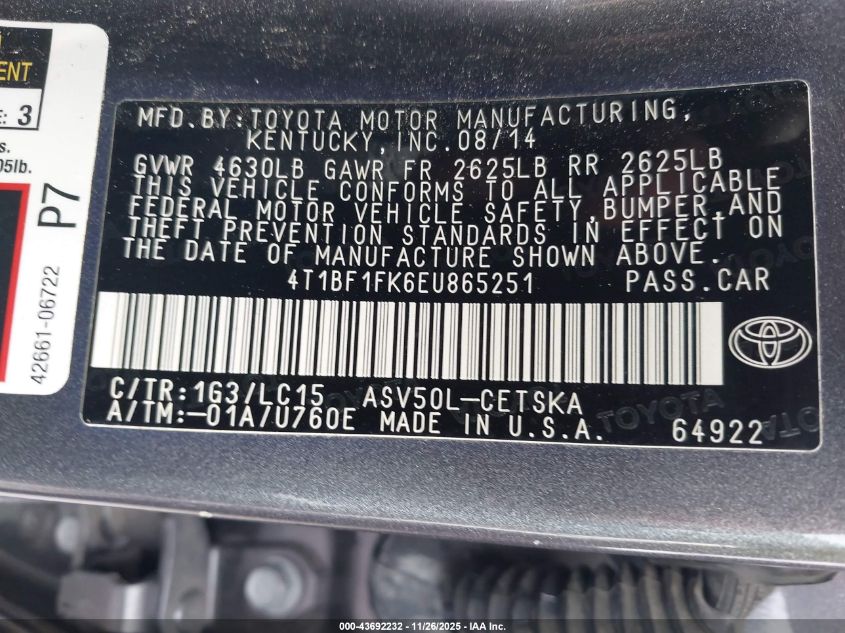 ENT
E: 3
s.
05lb.
P7
42661-06722
MFD. BY: TOYOTA MOTOR MANUFACTURING,
KENTUCKY, INC. 08/14
GVWR 4630LB GAWR FR 2625LB RR 2625LB
THIS VEHICLE CONFORMS TO ALL APPLICABLE
FEDERAL MOTOR VEHICLE SAFETY, BUMPER, AND
THEFT PREVENTION STANDARDS IN EFFECT ON
THE DATE OF MANUFACTURE SHOWN ABOVE.
4T1BF1FK6EU865251 PASS. CAR
C/TR: 1G3/LC15 ASV50L-CETSKA
A/TM:-01A/U760E MADE IN U.S.A. 64922
TOYOTA
000-43692232 - 11/26/2025 - IAA Inc.